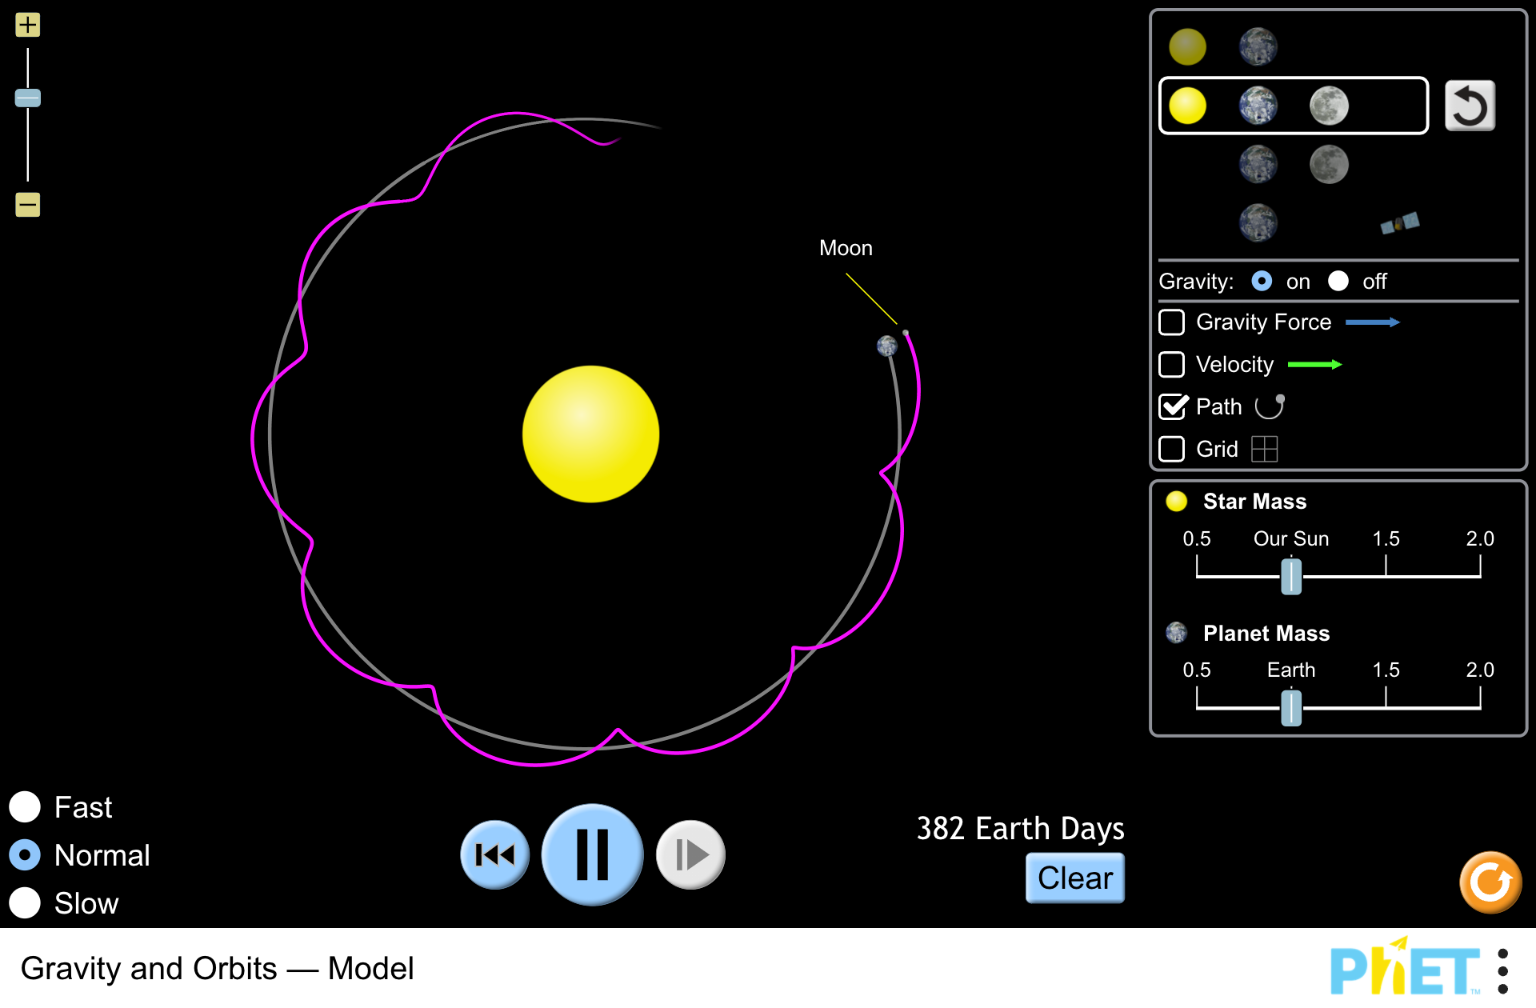 Moon
Gravity: on off
Gravity Force
Velocity
Path
Grid
Star Mass
0.5 Our Sun 1.5 2.0
Planet Mass
0.5 Earth 1.5 2.0
Fast
Normal
Slow
382 Earth Days
Clear
Gravity and Orbits — Model
PhET™